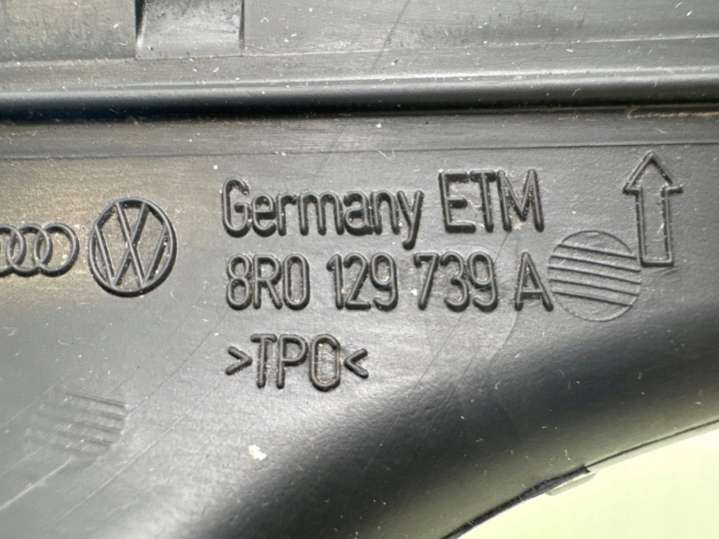 Germany ETM
8R0 129 739 A
>TPO<